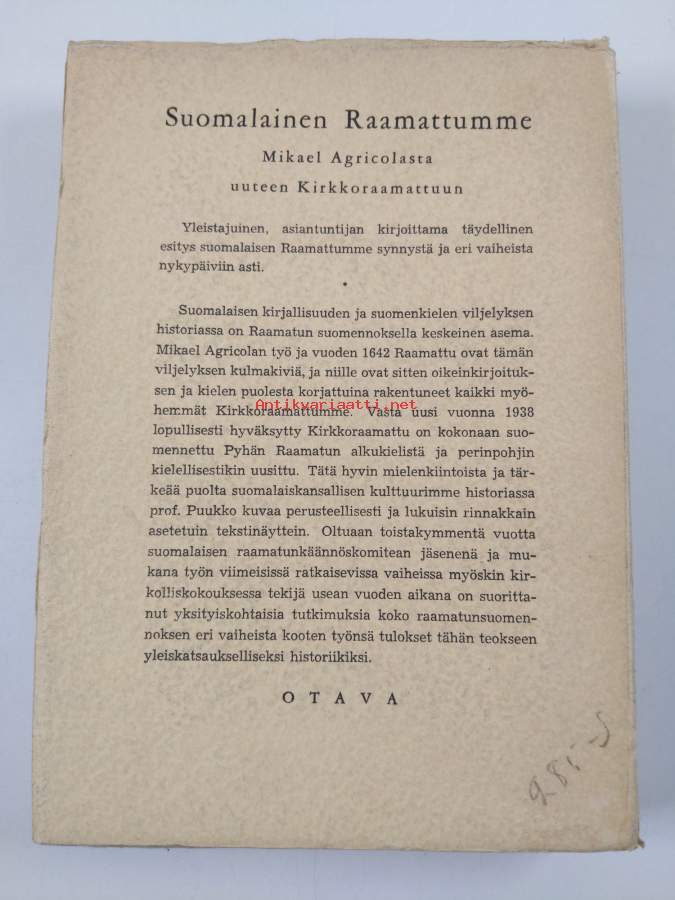 Suomalainen Raamattumme
Mikael Agricolasta
uuteen Kirkkoraamattuun
Yleistajuinen, asiantuntijan kirjoittama täydellinen
esitys suomalaisen Raamattumme synnystä ja eri vaiheista
nykypäiviin asti.
Suomalaisen kirjallisuuden ja suomenkielen viljelyksen
historiassa on Raamatun suomennoksella keskeinen asema.
Mikael Agricolan työ ja vuoden 1642 Raamattu ovat tämän
viljelyksen kulmakiviä, ja niille ovat sitten oikeinkirjoituk-
sen ja kielen puolesta korjattuina rakentuneet kaikki myö-
hemmät Kirkkoraamattumme. Vasta uusi vuonna 1938
Antikvariaatti.net
lopullisesti hyväksytty Kirkkoraamattu on kokonaan suo-
mennettu Pyhän Raamatun alkukielistä ja perinpohjin
kielellisestikin uusittu. Tätä hyvin mielenkiintoista ja tär-
keää puolta suomalaiskansallisen kulttuurimme historiassa
prof. Puukko kuvaa perusteellisesti ja lukuisin rinnakkain
asetetuin tekstinäyttein. Oltuaan toistakymmentä vuotta
suomalaisen raamatunkäännöskomitean jäsenenä ja mu-
kana työn viimeisissä ratkaisevissa vaiheissa myöskin kir-
kolliskokouksessa tekijä usean vuoden aikana on suoritta-
nut yksityiskohtaisia tutkimuksia koko raamatunsuomen-
noksen eri vaiheista kooten työnsä tulokset tähän teokseen
yleiskatsaukselliseksi historiikiksi.
OTAVA